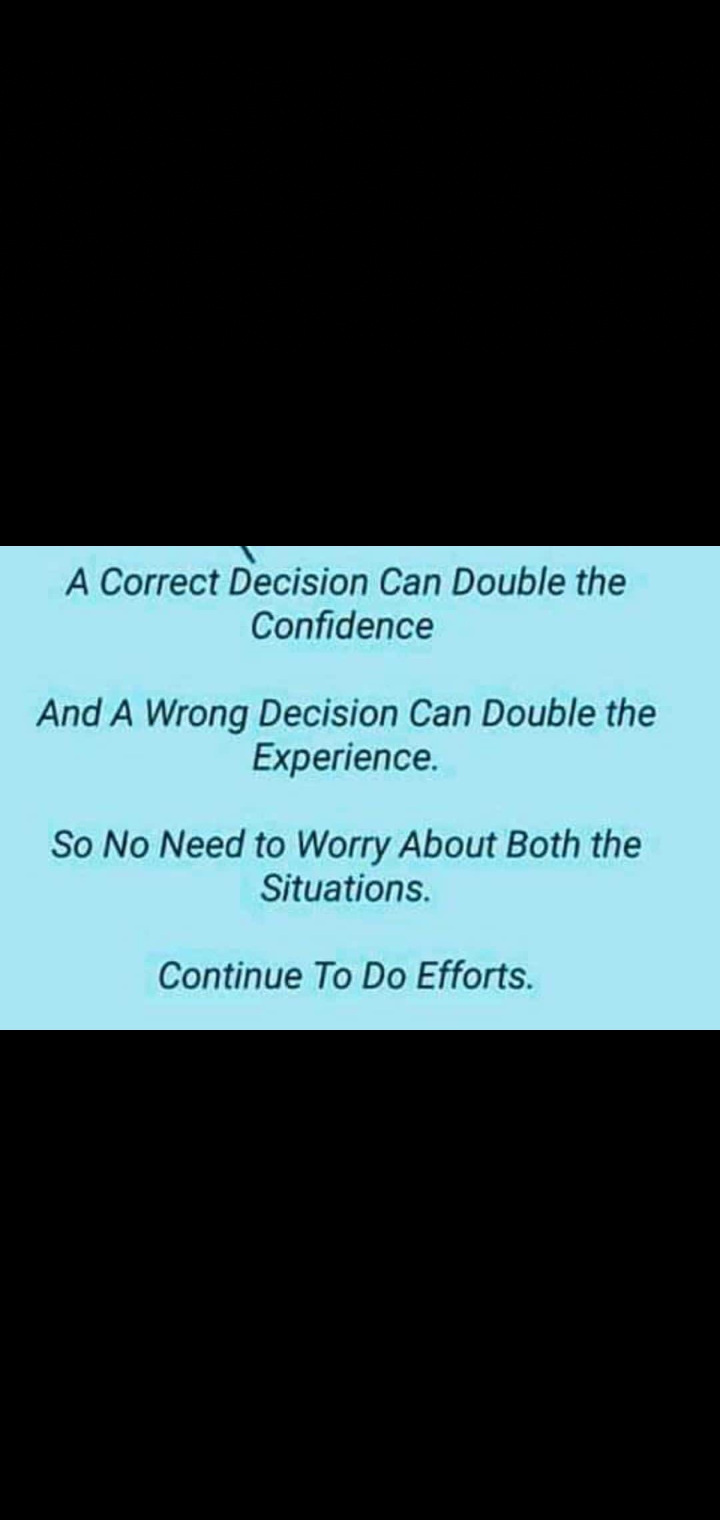 A Correct Decision Can Double the
Confidence
And A Wrong Decision Can Double the
Experience.
So No Need to Worry About Both the
Situations.
Continue To Do Efforts.